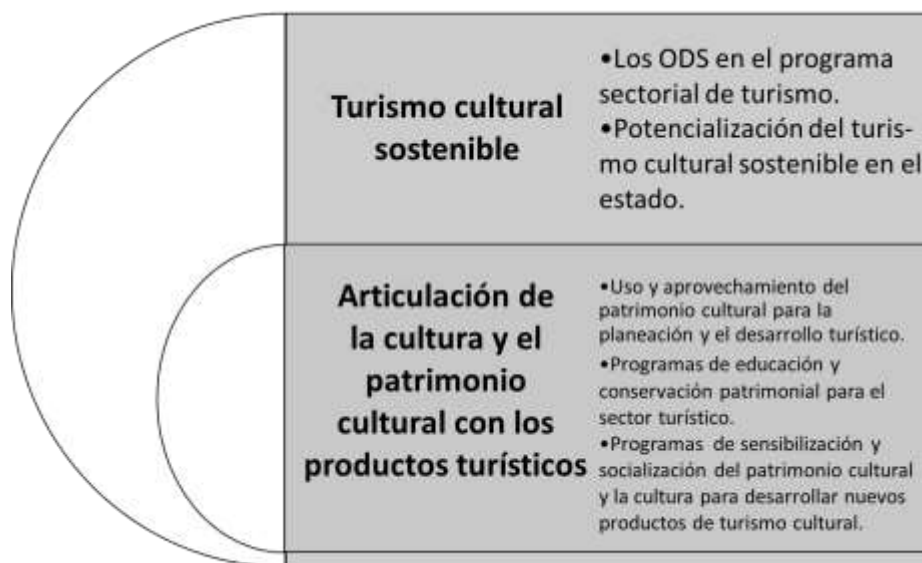 Turismo cultural
sostenible
•Los ODS en el programa
sectorial de turismo.
•Potencialización del turis-
mo cultural sostenible en el
estado.
Articulación de
la cultura y el
patrimonio
cultural con los
productos turísticos
•Uso y aprovechamiento del
patrimonio cultural para la
planeación y el desarrollo turístico.
•Programas de educación y
conservación patrimonial para el
sector turístico.
•Programas de sensibilización y
socialización del patrimonio cultural
y la cultura para desarrollar nuevos
productos de turismo cultural.